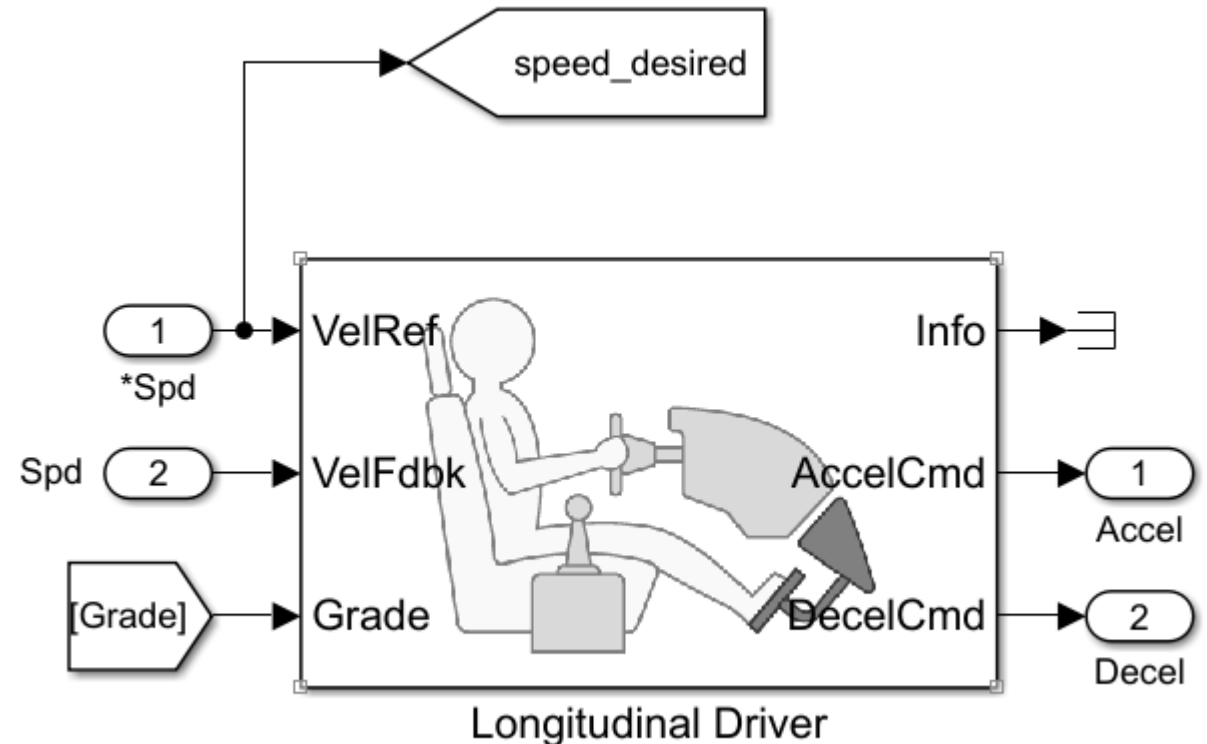 speed_desired
1
*Spd
VelRef
Info
Spd
2
VelFdbk
AccelCmd
1
Accel
[Grade]
Grade
DecelCmd
2
Decel
Longitudinal Driver